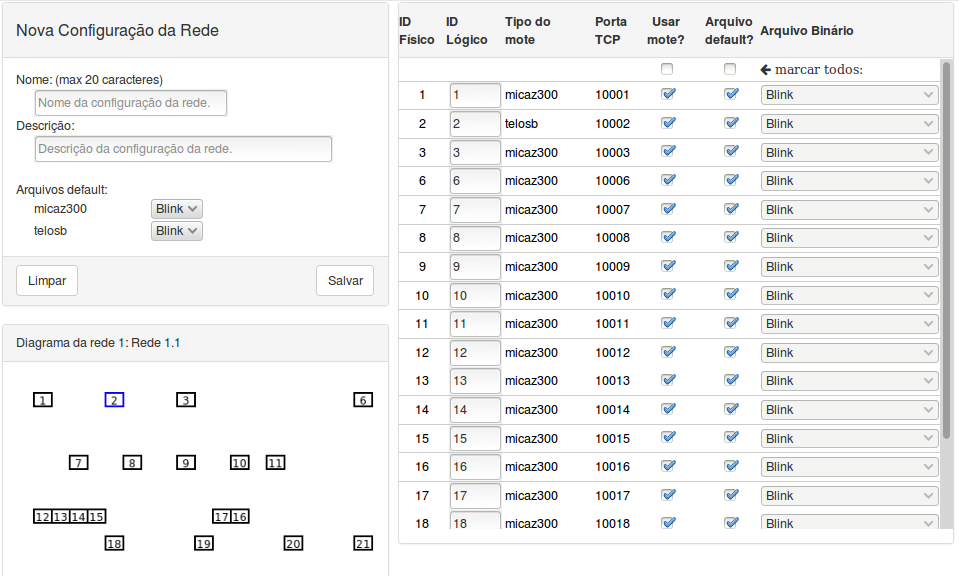 Nova Configuração da Rede
Nome: (max 20 caracteres)
Nome da configuração da rede.
Descrição:
Descrição da configuração da rede.
Arquivos default:
micaz300 Blink
telosb Blink
Limpar Salvar
Diagrama da rede 1: Rede 1.1
1 2 3 6
7 8 9 10 11
12 13 14 15 17 16
18 19 20 21
ID Físico ID Lógico Tipo do mote Porta TCP Usar mote? Arquivo default? Arquivo Binário
🡰 marcar todos:
1 1 micaz300 10001 Blink
2 2 telosb 10002 Blink
3 3 micaz300 10003 Blink
6 6 micaz300 10006 Blink
7 7 micaz300 10007 Blink
8 8 micaz300 10008 Blink
9 9 micaz300 10009 Blink
10 10 micaz300 10010 Blink
11 11 micaz300 10011 Blink
12 12 micaz300 10012 Blink
13 13 micaz300 10013 Blink
14 14 micaz300 10014 Blink
15 15 micaz300 10015 Blink
16 16 micaz300 10016 Blink
17 17 micaz300 10017 Blink
18 18 micaz300 10018 Blink